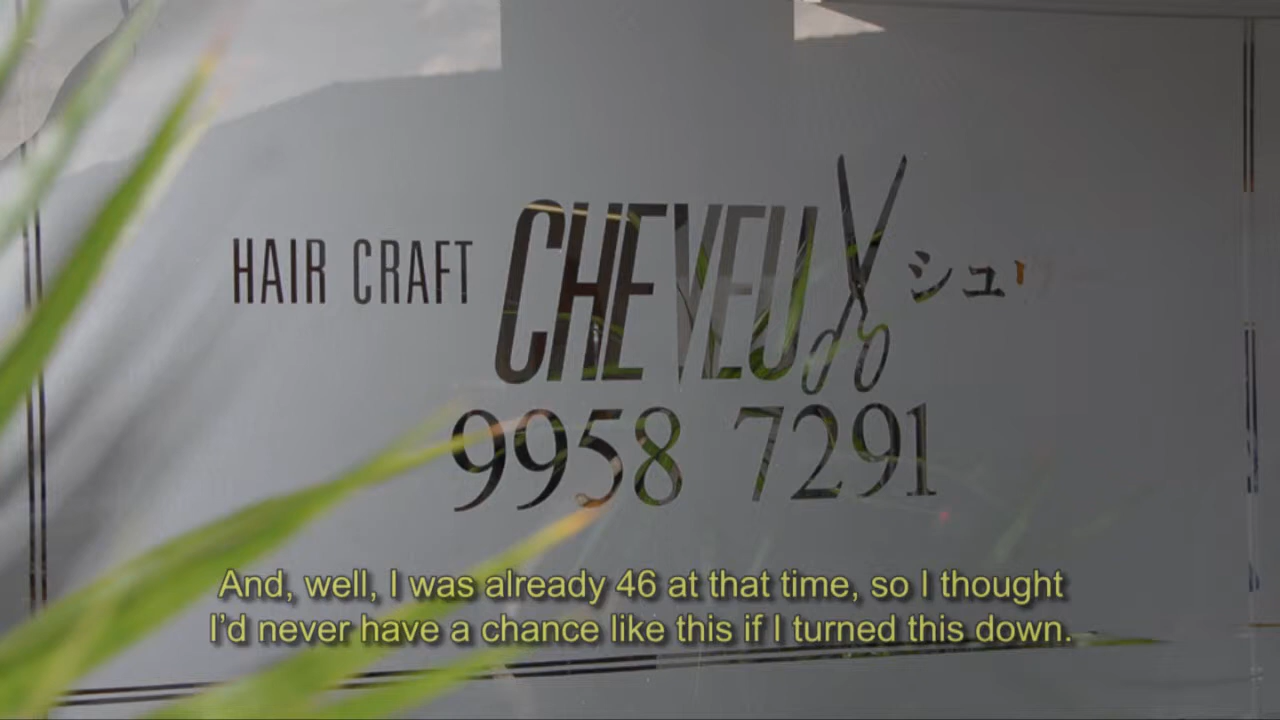 HAIR CRAFT CHEVEUX シュ
9958 7291
And, well, I was already 46 at that time, so I thought
I'd never have a chance like this if I turned this down.